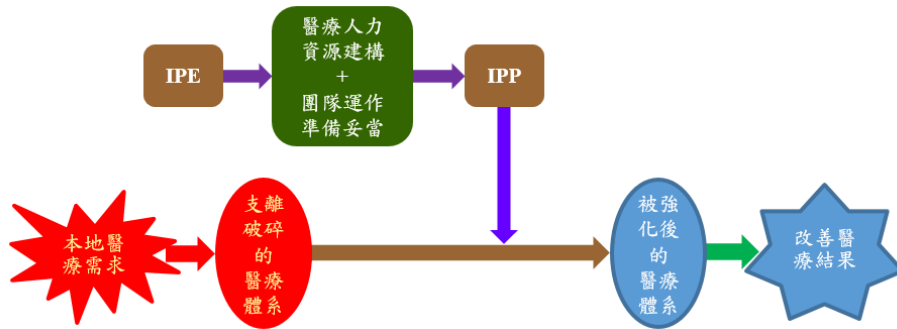 IPE
醫療人力
資源建構
+
團隊運作
準備妥當
IPP
本地醫
療需求
支離
破碎
的
醫療
體系
被強
化後
的
醫療
體系
改善醫
療結果